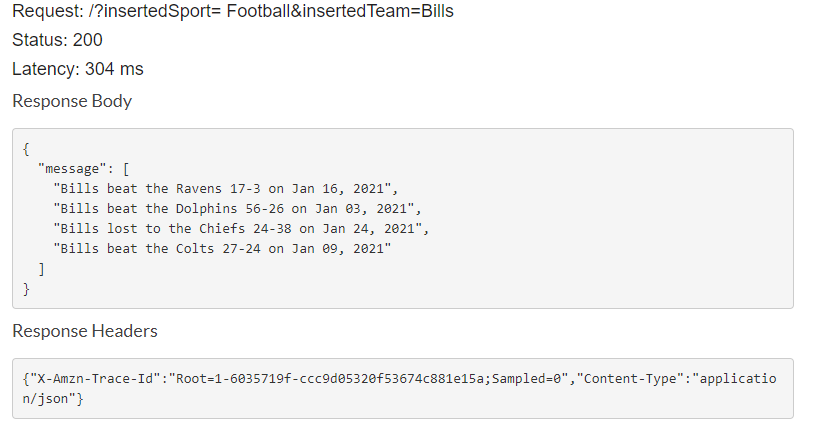 Request: /?insertedSport= Football&insertedTeam=Bills
Status: 200
Latency: 304 ms
Response Body
{
  "message": [
    "Bills beat the Ravens 17-3 on Jan 16, 2021",
    "Bills beat the Dolphins 56-26 on Jan 03, 2021",
    "Bills lost to the Chiefs 24-38 on Jan 24, 2021",
    "Bills beat the Colts 27-24 on Jan 09, 2021"
  ]
}
Response Headers
{"X-Amzn-Trace-Id":"Root=1-6035719f-ccc9d05320f53674c881e15a;Sampled=0","Content-Type":"applicatio
n/json"}